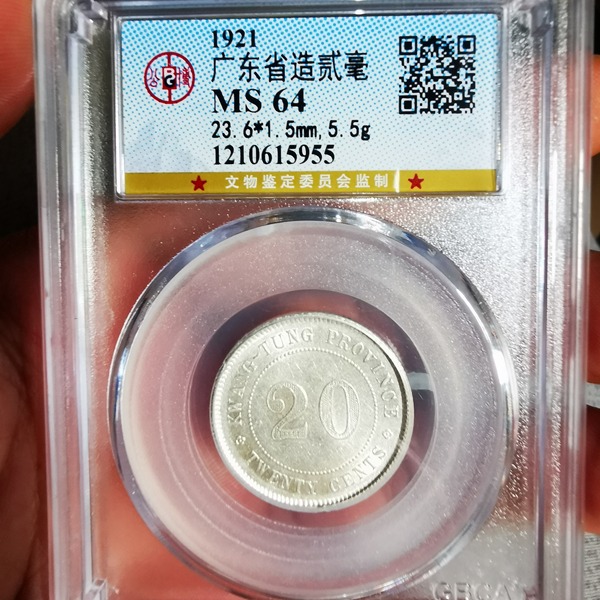 1921
广东省造贰毫
MS 64
23.6*1.5mm,5.5g
1210615955
文物鉴定委员会监制
KWANG-TUNG PROVINCE
20
TWENTY CENTS
GBCA